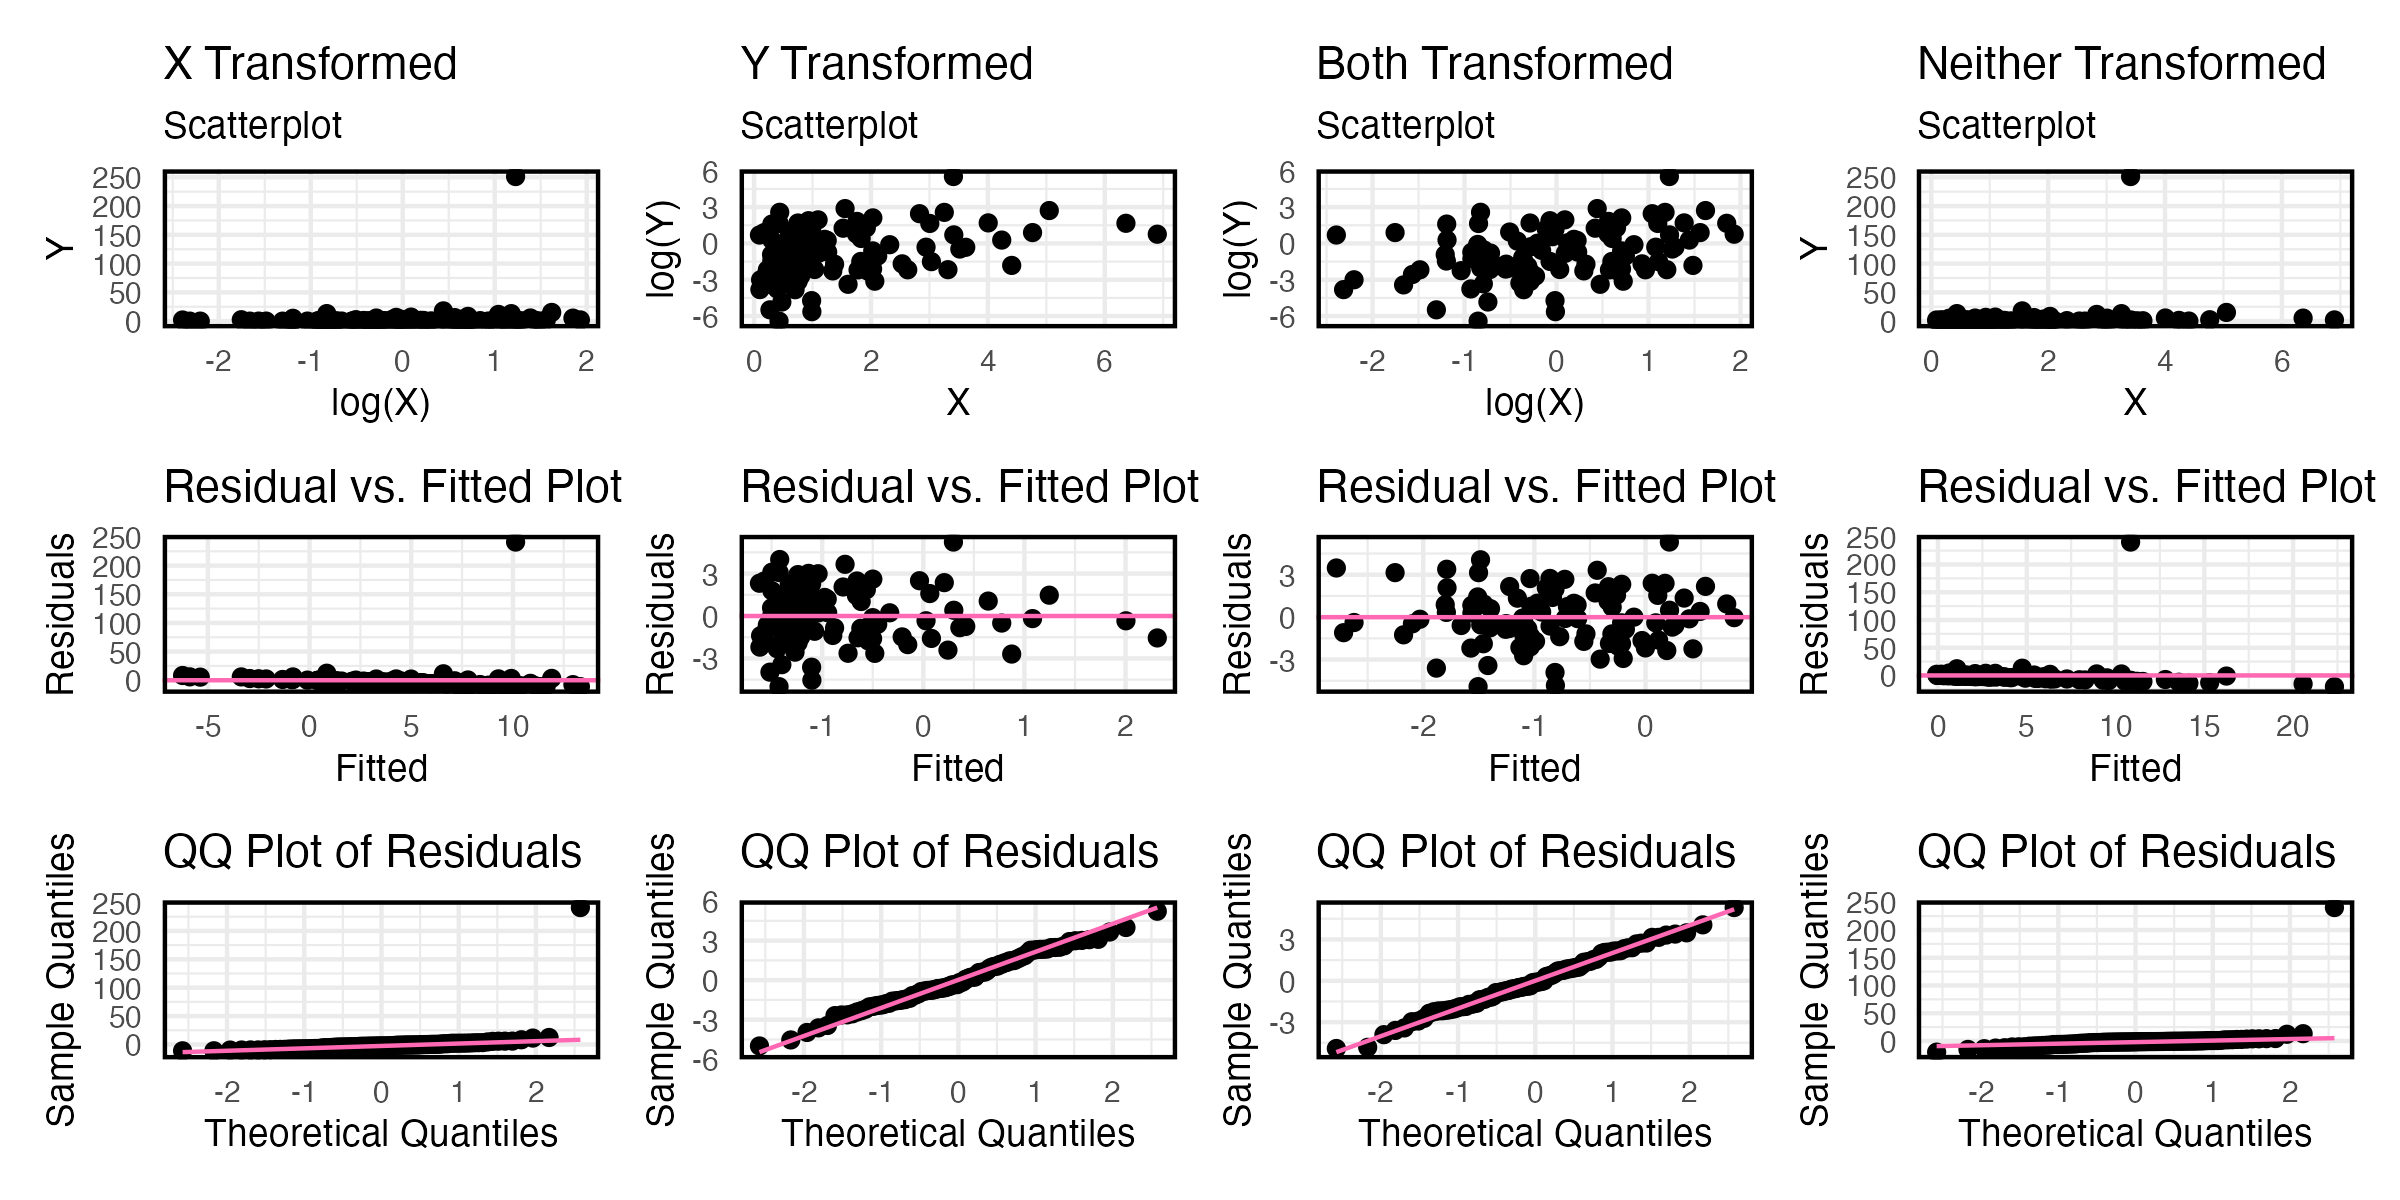 X Transformed
Scatterplot
Y
250
200
150
100
50
0
-2 -1 0 1 2
log(X)
Y Transformed
Scatterplot
log(Y)
6
3
0
-3
-6
0 2 4 6
X
Both Transformed
Scatterplot
log(Y)
6
3
0
-3
-6
-2 -1 0 1 2
log(X)
Neither Transformed
Scatterplot
Y
250
200
150
100
50
0
0 2 4 6
X
Residual vs. Fitted Plot
Residuals
250
200
150
100
50
0
-5 0 5 10
Fitted
Residual vs. Fitted Plot
Residuals
3
0
-3
-1 0 1 2
Fitted
Residual vs. Fitted Plot
Residuals
3
0
-3
-2 -1 0
Fitted
Residual vs. Fitted Plot
Residuals
250
200
150
100
50
0
0 5 10 15 20
Fitted
QQ Plot of Residuals
Sample Quantiles
250
200
150
100
50
0
-2 -1 0 1 2
Theoretical Quantiles
QQ Plot of Residuals
Sample Quantiles
6
3
0
-3
-6
-2 -1 0 1 2
Theoretical Quantiles
QQ Plot of Residuals
Sample Quantiles
3
0
-3
-2 -1 0 1 2
Theoretical Quantiles
QQ Plot of Residuals
Sample Quantiles
250
200
150
100
50
0
-2 -1 0 1 2
Theoretical Quantiles